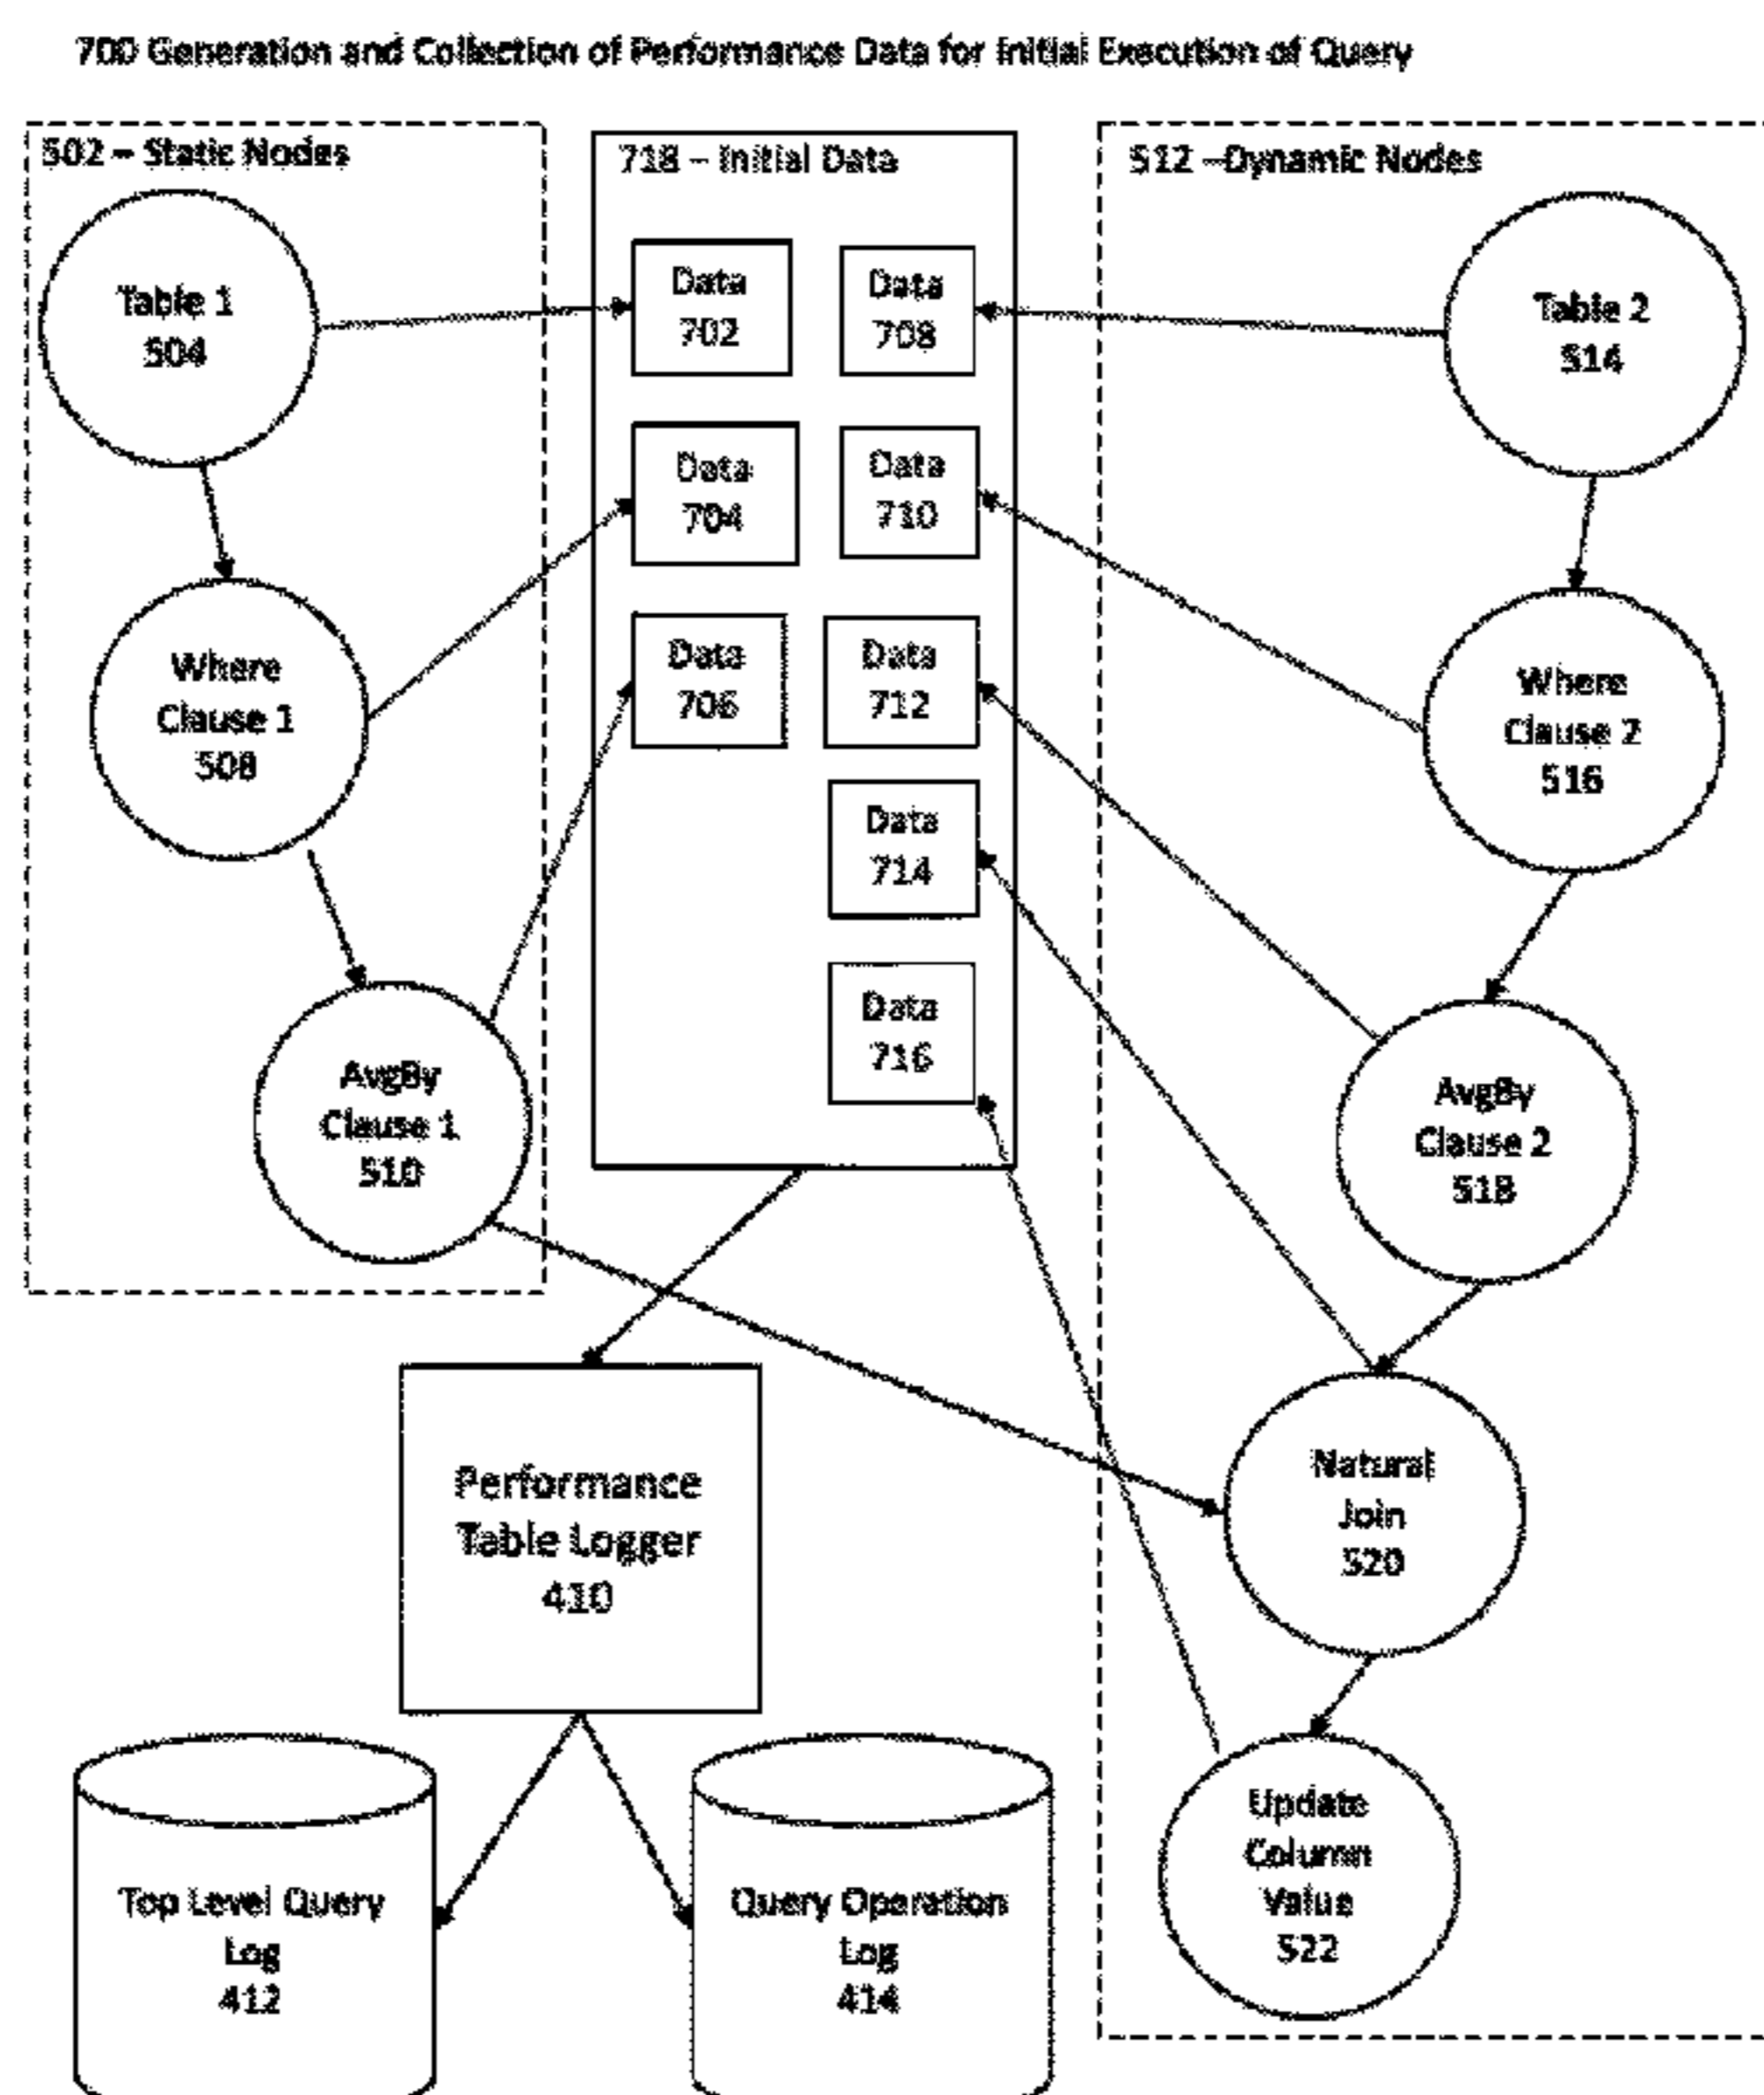 700 Generation and Collection of Performance Data for Initial Execution of Query
502 – Static Nodes
Table 1
504
Where
Clause 1
508
AvgBy
Clause 1
510
718 – Initial Data
Data
702
Data
708
Data
704
Data
710
Data
706
Data
712
Data
714
Data
716
512 –Dynamic Nodes
Table 2
514
Where
Clause 2
516
AvgBy
Clause 2
518
Natural
Join
520
Update
Column
Value
522
Performance
Table Logger
410
Top Level Query
Log
412
Query Operation
Log
414